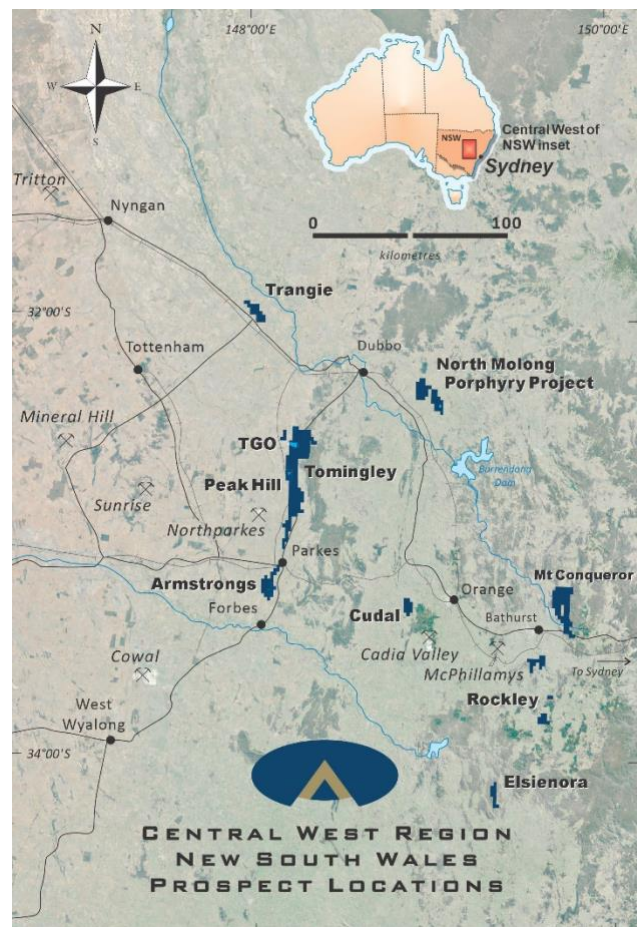 148°00'E
150°00'E
N
W
E
S
Central West of
NSW inset
NSW
Sydney
Tritton
Nyngan
0
100
kilometres
Trangie
32°00'S
Tottenham
Dubbo
North Molong
Porphyry Project
Mineral Hill
TGO
Tomingley
Burrendong
Dam
Peak Hill
Sunrise
Northparkes
Parkes
Armstrongs
Mt Conqueror
Orange
Forbes
Cudal
Bathurst
Cadia Valley
McPhillamys
Cowal
To Sydney
Rockley
West
Wyalong
34°00'S
Elsienora
CENTRAL WEST REGION
NEW SOUTH WALES
PROSPECT LOCATIONS